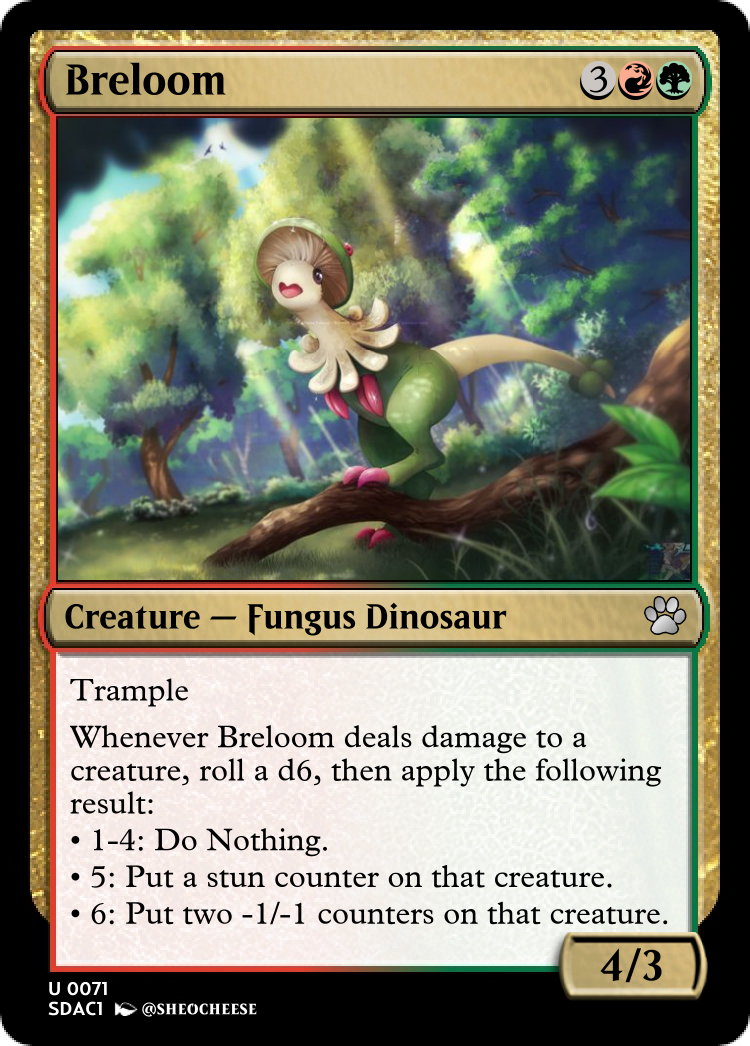 Breloom 3
Creature — Fungus Dinosaur
Trample
Whenever Breloom deals damage to a
creature, roll a d6, then apply the following
result:
• 1-4: Do Nothing.
• 5: Put a stun counter on that creature.
• 6: Put two -1/-1 counters on that creature.
4/3
U 0071
SDAC1 @SHEOCHEESE